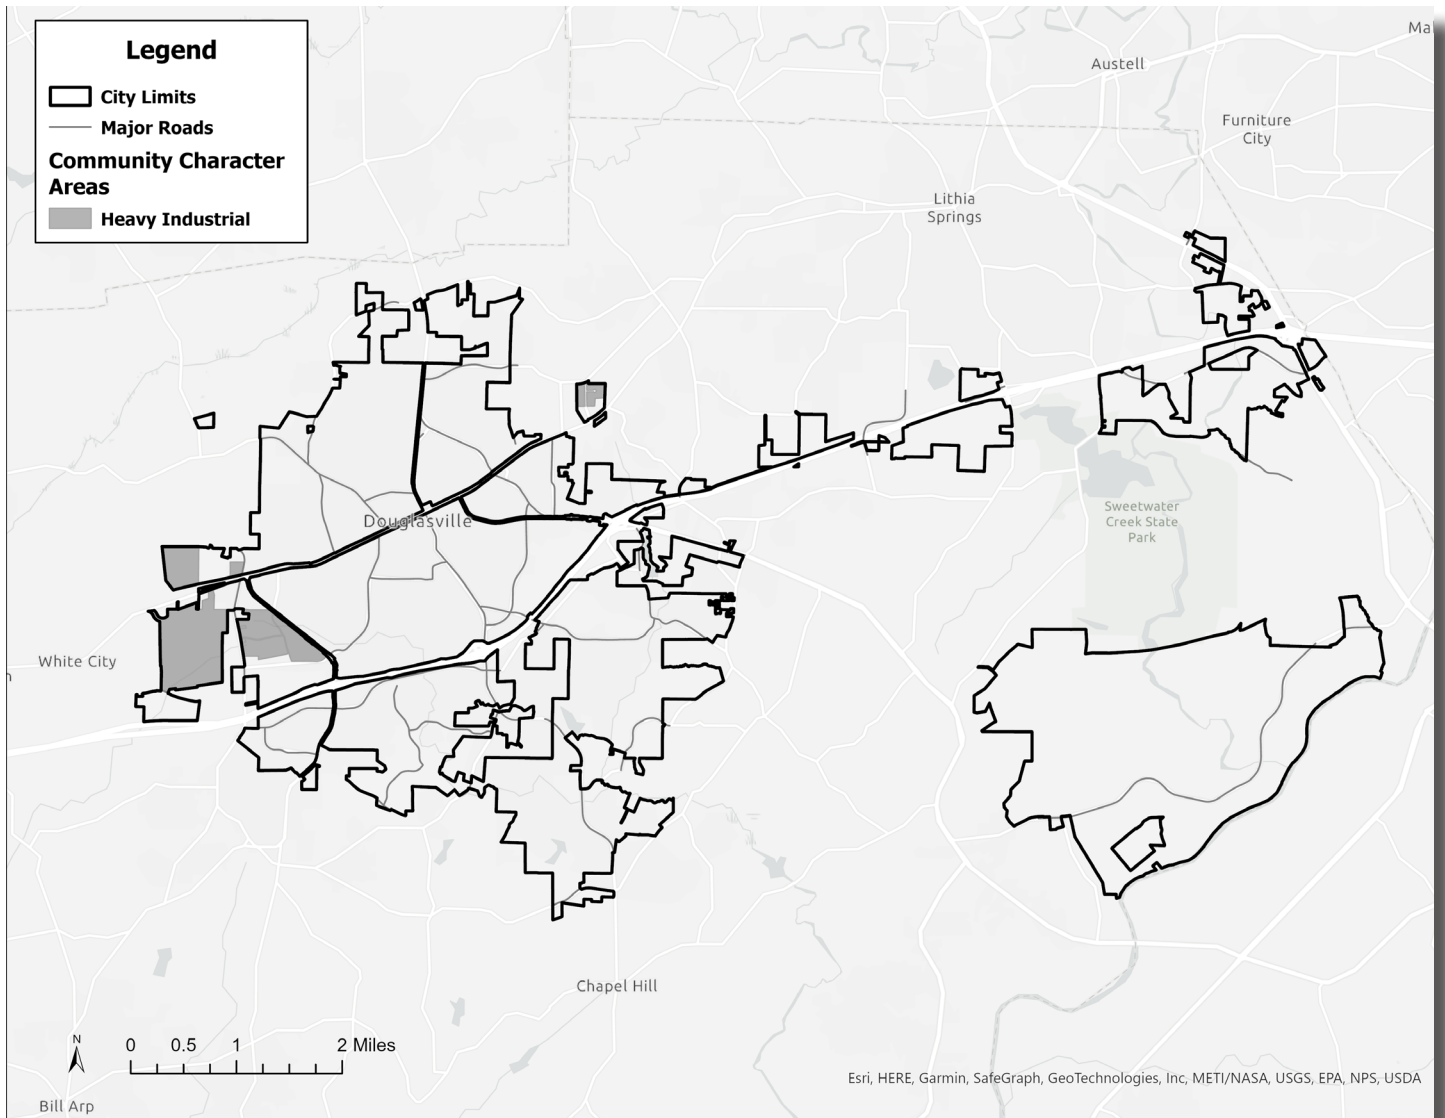 Legend
City Limits
Major Roads
Community Character
Areas
Heavy Industrial
Austell
Furniture
City
Lithia
Springs
Douglasville
Sweetwater
Creek State
Park
White City
Chapel Hill
N
0 0.5 1 2 Miles
Esri, HERE, Garmin, SafeGraph, GeoTechnologies, Inc, METI/NASA, USGS, EPA, NPS, USDA
Bill Arp